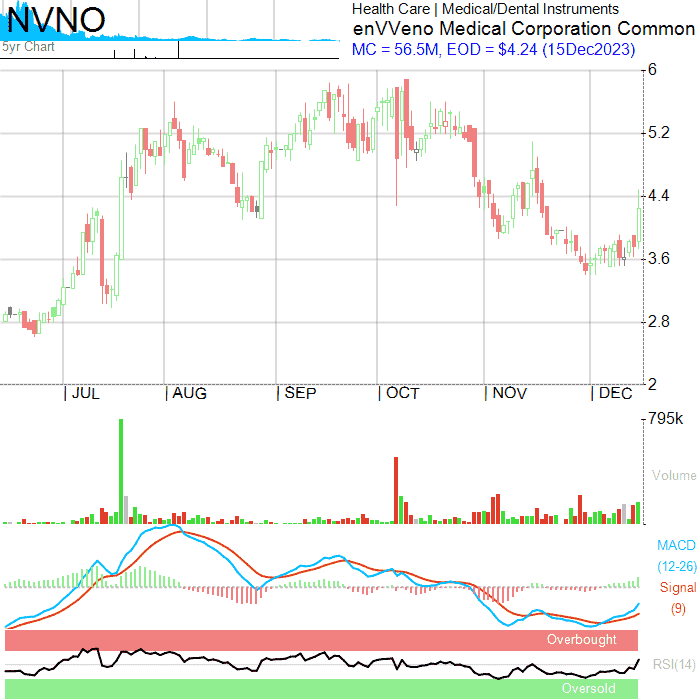 NVNO
5yr Chart
Health Care | Medical/Dental Instruments
enVVeno Medical Corporation Common
MC = 56.5M, EOD = $4.24 (15Dec2023)
6
5.2
4.4
3.6
2.8
2
JUL AUG SEP OCT NOV DEC
795k
Volume
MACD
(12-26)
Signal
(9)
Overbought
RSI(14)
Oversold